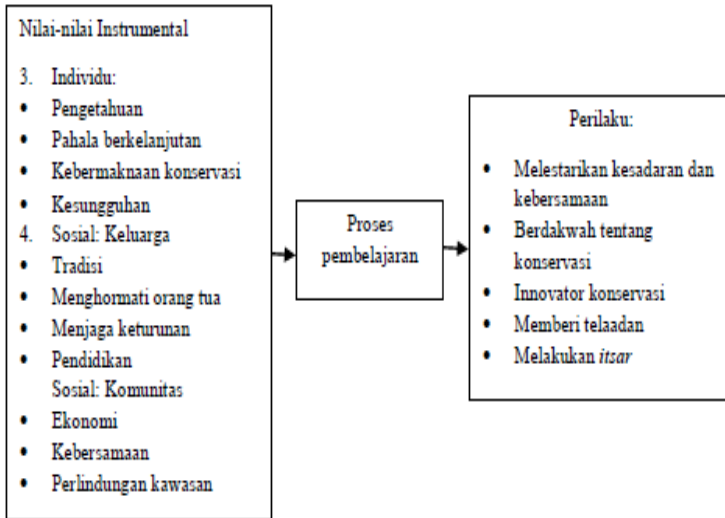 Nilai-nilai Instrumental
3. Individu:
• Pengetahuan
• Pahala berkelanjutan
• Kebermaknaan konservasi
• Kesungguhan
4. Sosial: Keluarga
• Tradisi
• Menghormati orang tua
• Menjaga keturunan
• Pendidikan
Sosial: Komunitas
• Ekonomi
• Kebersamaan
• Perlindungan kawasan
Proses
pembelajaran
Perilaku:
• Melestarikan kesadaran dan
kebersamaan
• Berdakwah tentang
konservasi
• Innovator konservasi
• Memberi telaadan
• Melakukan itsar